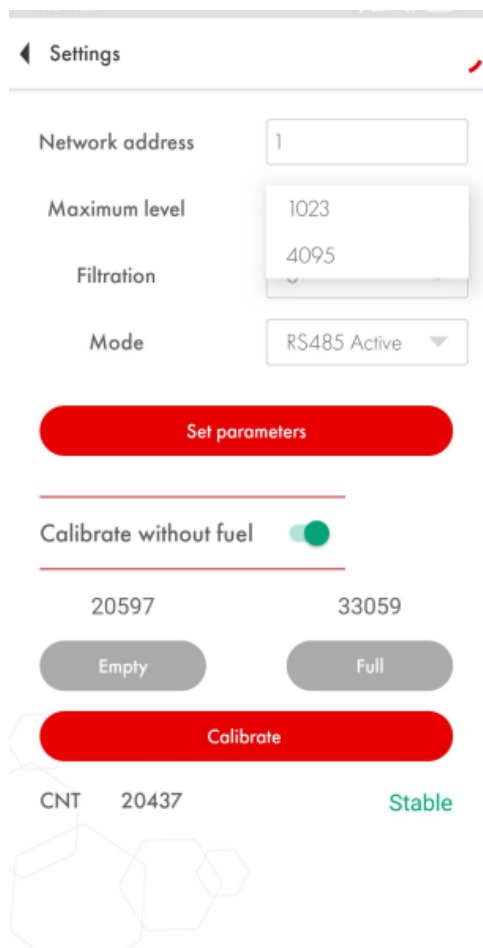 Settings
Network address 1
Maximum level 1023
4095
Filtration
Mode RS485 Active
Set parameters
Calibrate without fuel
20597 33059
Empty Full
Calibrate
CNT 20437 Stable